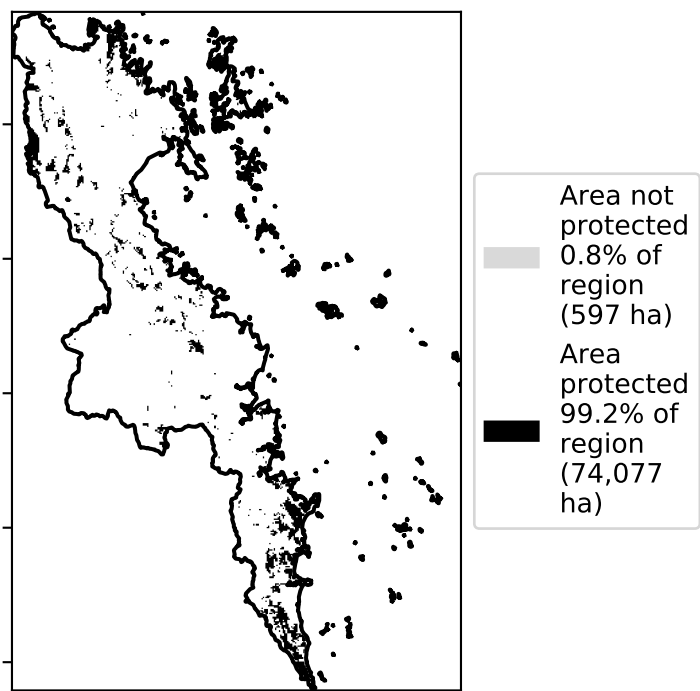 Area not
protected
0.8% of
region
(597 ha)
Area
protected
99.2% of
region
(74,077
ha)